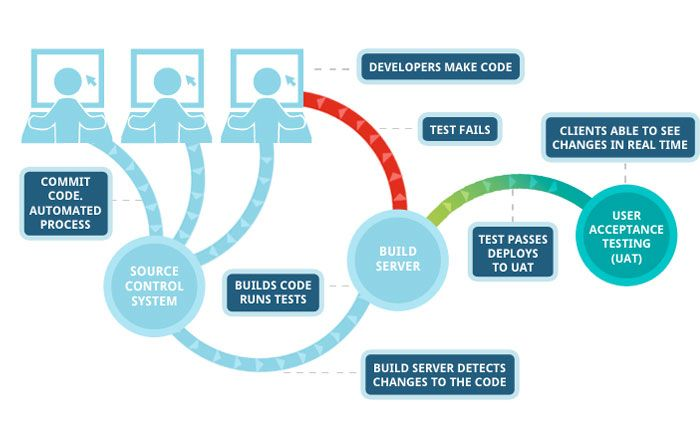 DEVELOPERS MAKE CODE
TEST FAILS
CLIENTS ABLE TO SEE
CHANGES IN REAL TIME
COMMIT
CODE.
AUTOMATED
PROCESS
SOURCE
CONTROL
SYSTEM
BUILDS CODE
RUNS TESTS
BUILD
SERVER
TEST PASSES
DEPLOYS
TO UAT
USER
ACCEPTANCE
TESTING
(UAT)
BUILD SERVER DETECTS
CHANGES TO THE CODE